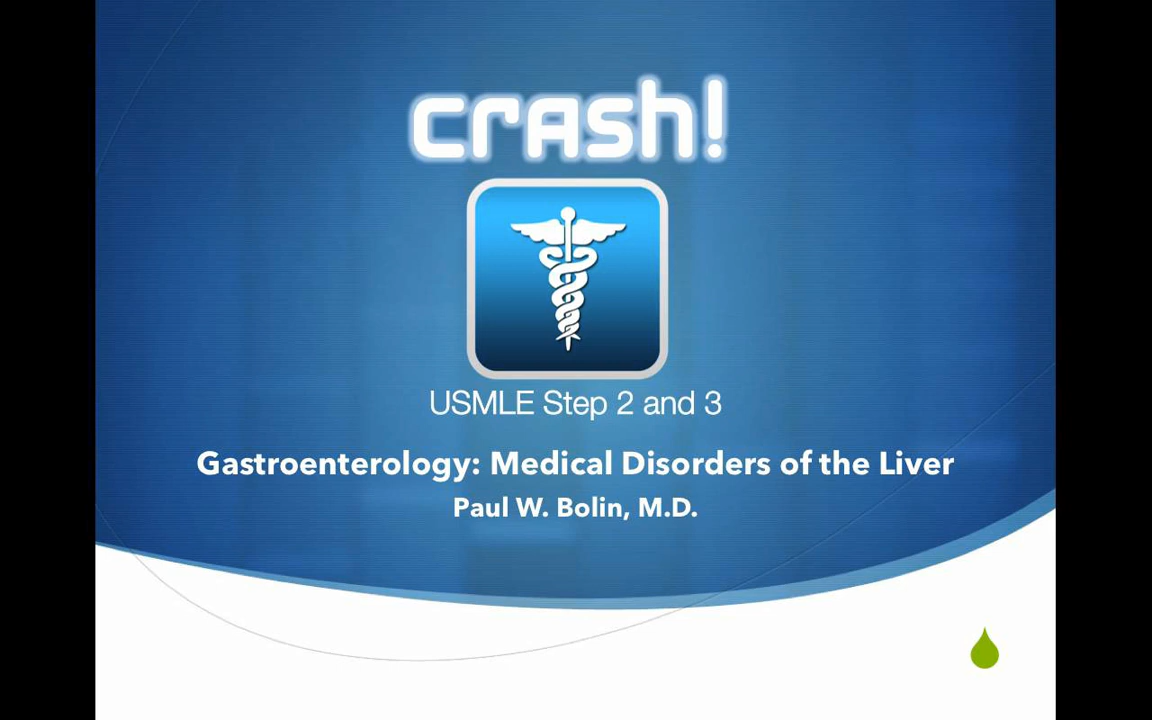 crash!
USMLE Step 2 and 3
Gastroenterology: Medical Disorders of the Liver
Paul W. Bolin, M.D.